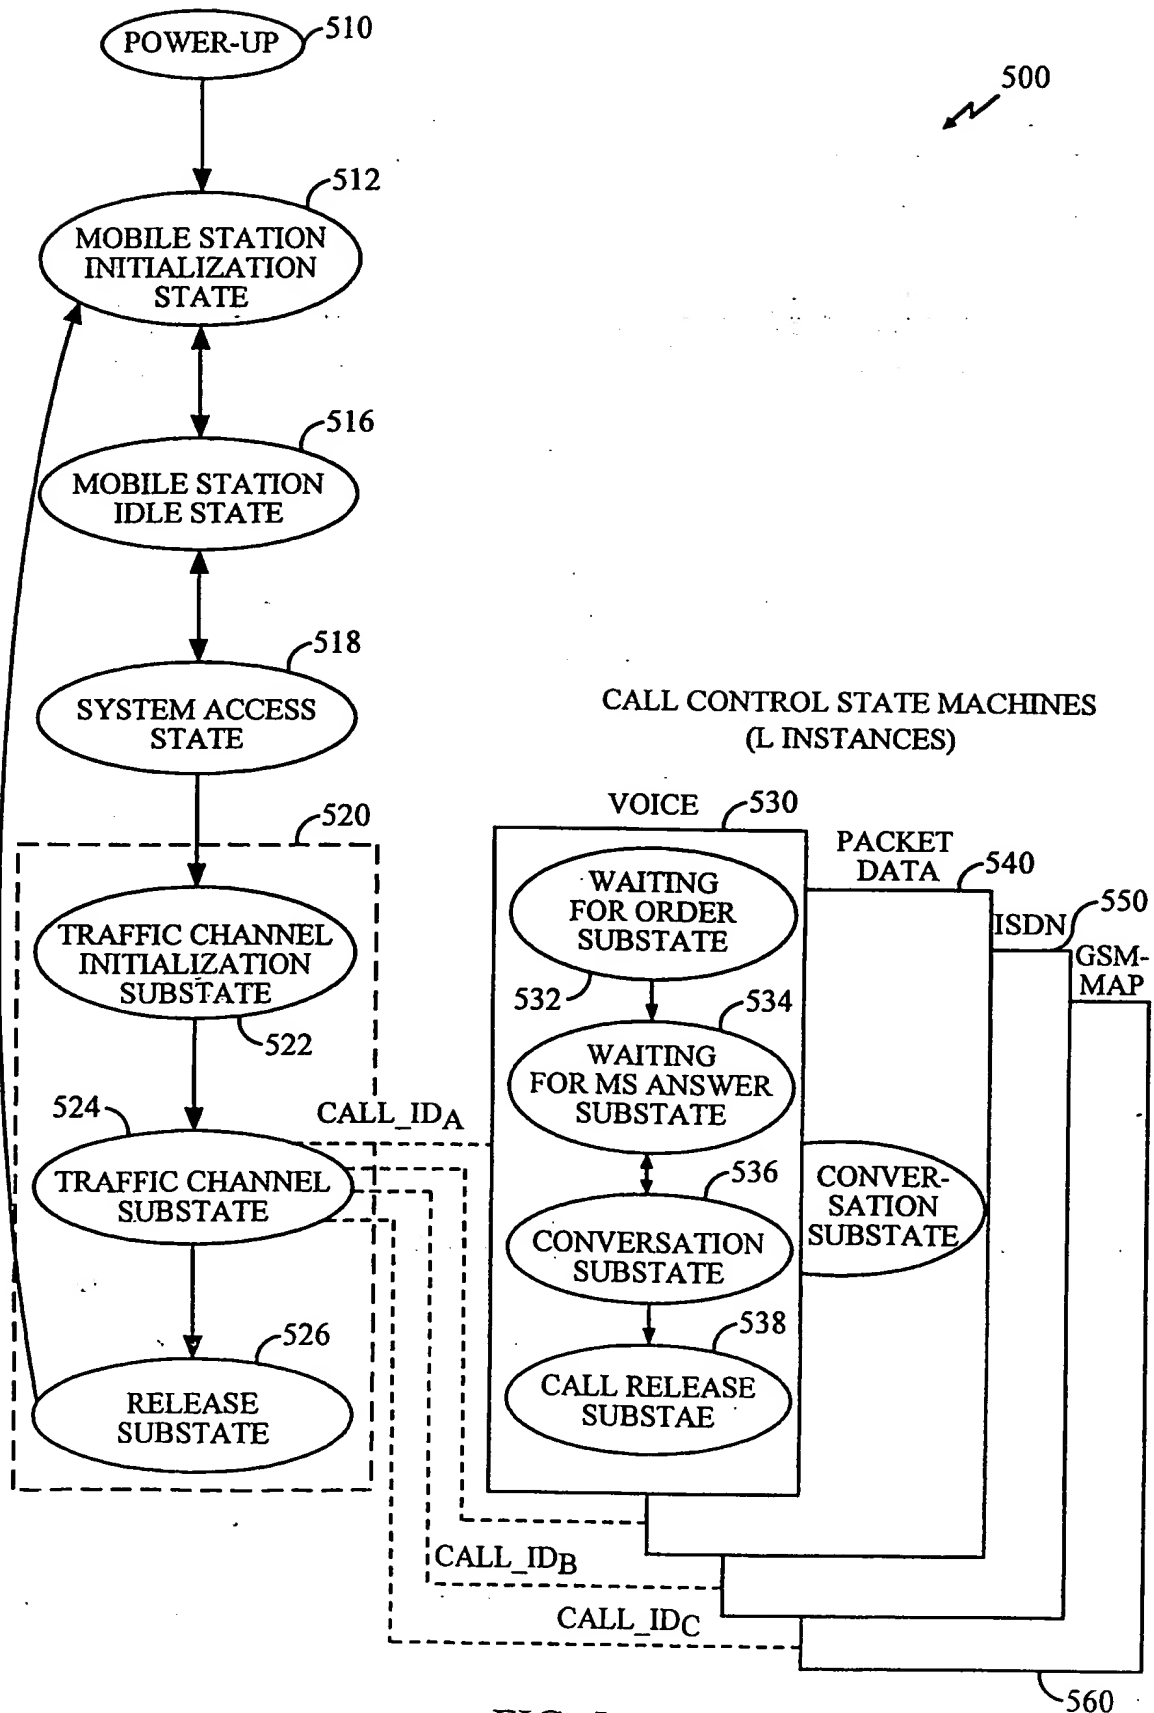 POWER-UP
510
500
512
MOBILE STATION
INITIALIZATION
STATE
516
MOBILE STATION
IDLE STATE
518
SYSTEM ACCESS
STATE
CALL CONTROL STATE MACHINES
(L INSTANCES)
520
TRAFFIC CHANNEL
INITIALIZATION
SUBSTATE
522
524
TRAFFIC CHANNEL
SUBSTATE
526
RELEASE
SUBSTATE
CALL_IDA
CALL_IDB
CALL_IDC
VOICE
530
WAITING
FOR ORDER
SUBSTATE
532
534
WAITING
FOR MS ANSWER
SUBSTATE
536
CONVERSATION
SUBSTATE
538
CALL RELEASE
SUBSTAE
PACKET
DATA
540
CONVER-
SATION
SUBSTATE
ISDN
550
GSM-
MAP
560